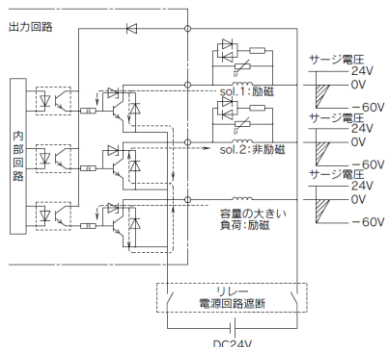 出力回路
内部回路
sol.1:励磁
sol.2:非励磁
容量の大きい
負荷:励磁
サージ電圧
24V
0V
−60V
サージ電圧
24V
0V
−60V
サージ電圧
24V
0V
−60V
リレー
電源回路遮断
DC24V